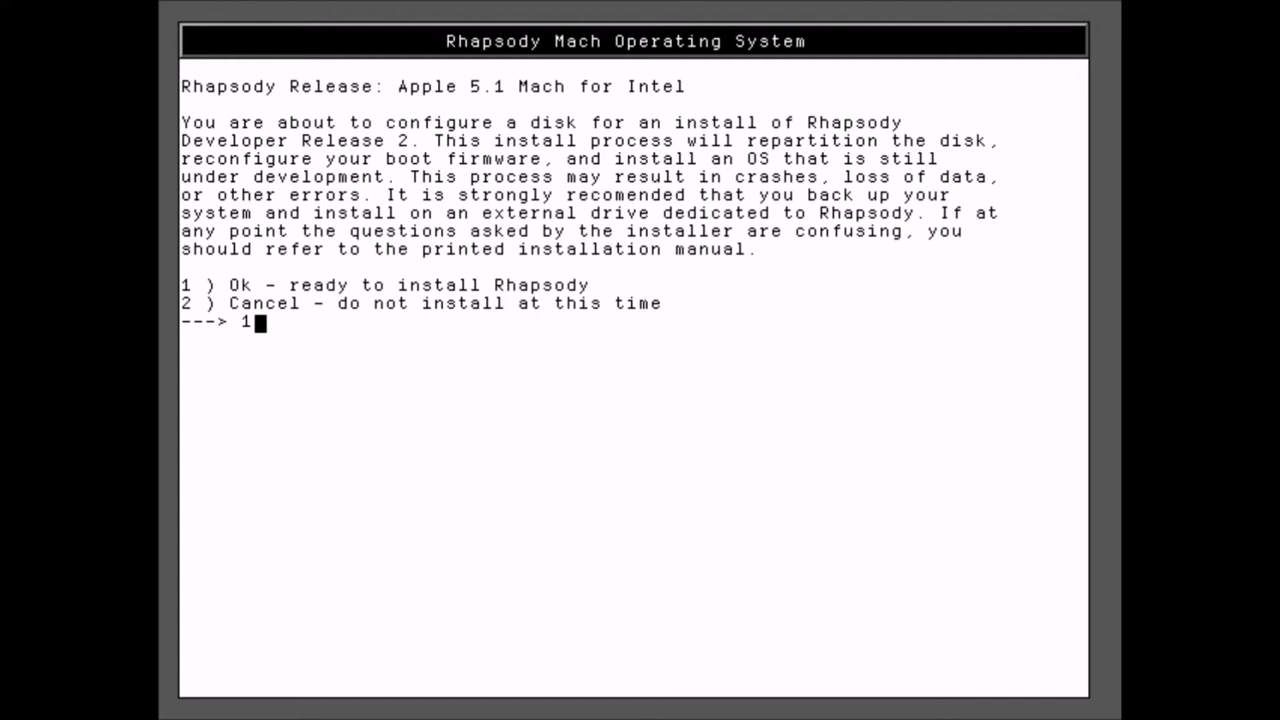 Rhapsody Mach Operating System
Rhapsody Release: Apple 5.1 Mach for Intel
You are about to configure a disk for an install of Rhapsody
Developer Release 2. This install process will repartition the disk,
reconfigure your boot firmware, and install an OS that is still
under development. This process may result in crashes, loss of data,
or other errors. It is strongly recomended that you back up your
system and install on an external drive dedicated to Rhapsody. If at
any point the questions asked by the installer are confusing, you
should refer to the printed installation manual.
1 ) Ok - ready to install Rhapsody
2 ) Cancel - do not install at this time
---> 1